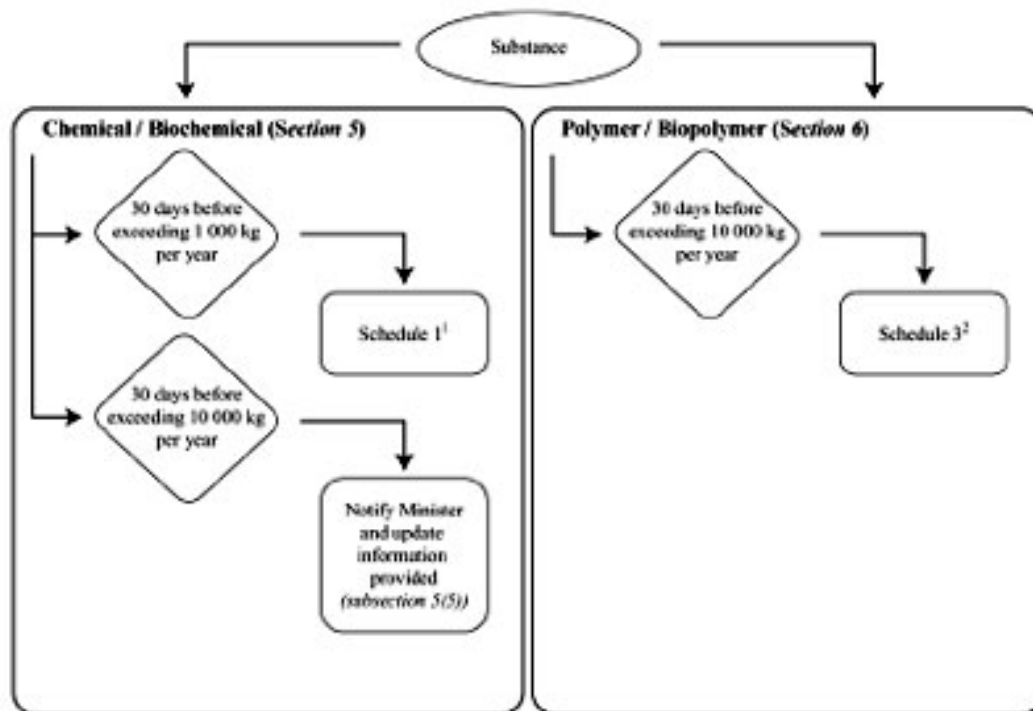 Substance
Chemical / Biochemical (Section 5)
30 days before
exceeding 1 000 kg
per year
Schedule 1¹
30 days before
exceeding 10 000 kg
per year
Notify Minister
and update
information
provided
(subsection 5(5))
Polymer / Biopolymer (Section 6)
30 days before
exceeding 10 000 kg
per year
Schedule 3²